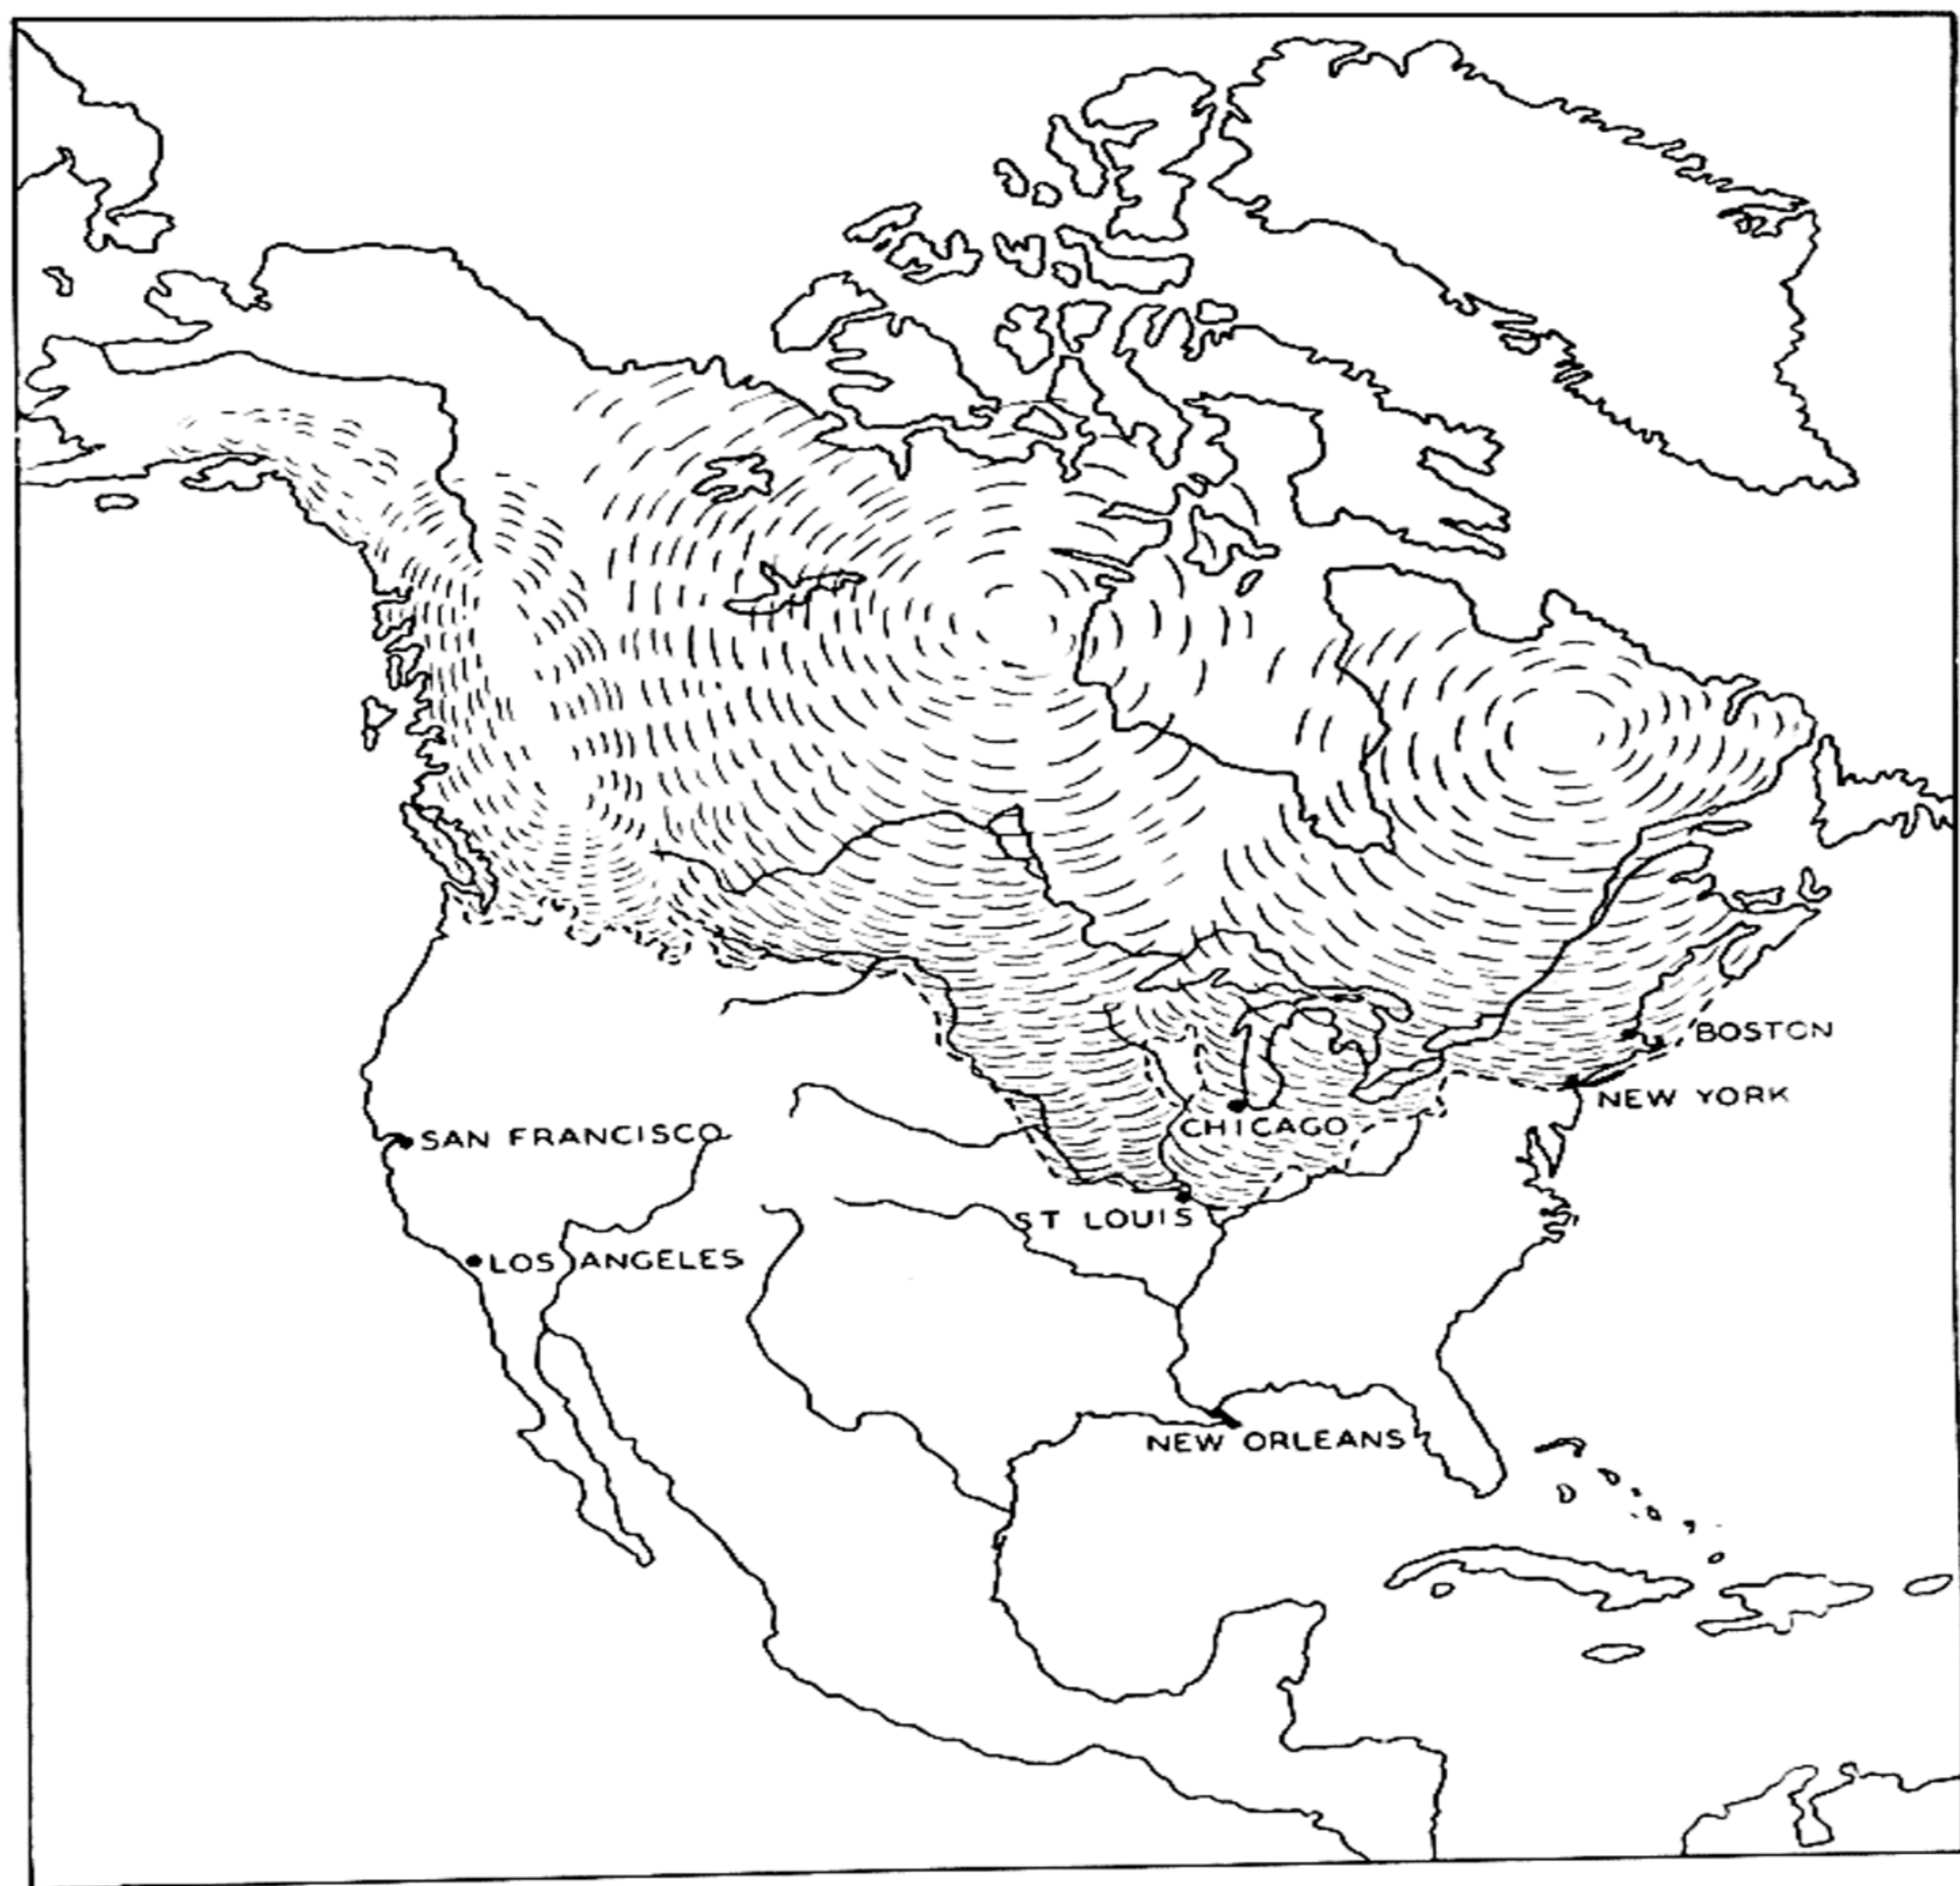 BOSTON
NEW YORK
CHICAGO
SAN FRANCISCO
ST LOUIS
LOS ANGELES
NEW ORLEANS